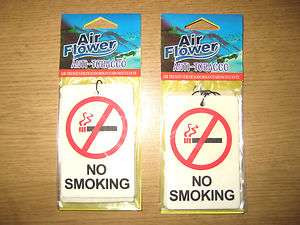 Air
Flower
ANTI-TOBACCO
NO
SMOKING
Air
Flower
ANTI-TOBACCO
NO
SMOKING